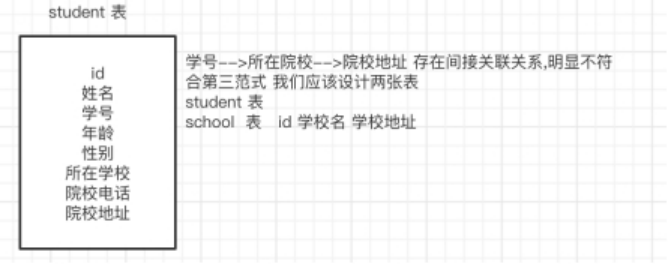 student 表
id
姓名
学号
年龄
性别
所在学校
院校电话
院校地址
学号-->所在院校-->院校地址 存在间接关联关系,明显不符
合第三范式 我们应该设计两张表
student 表
school 表 id 学校名 学校地址